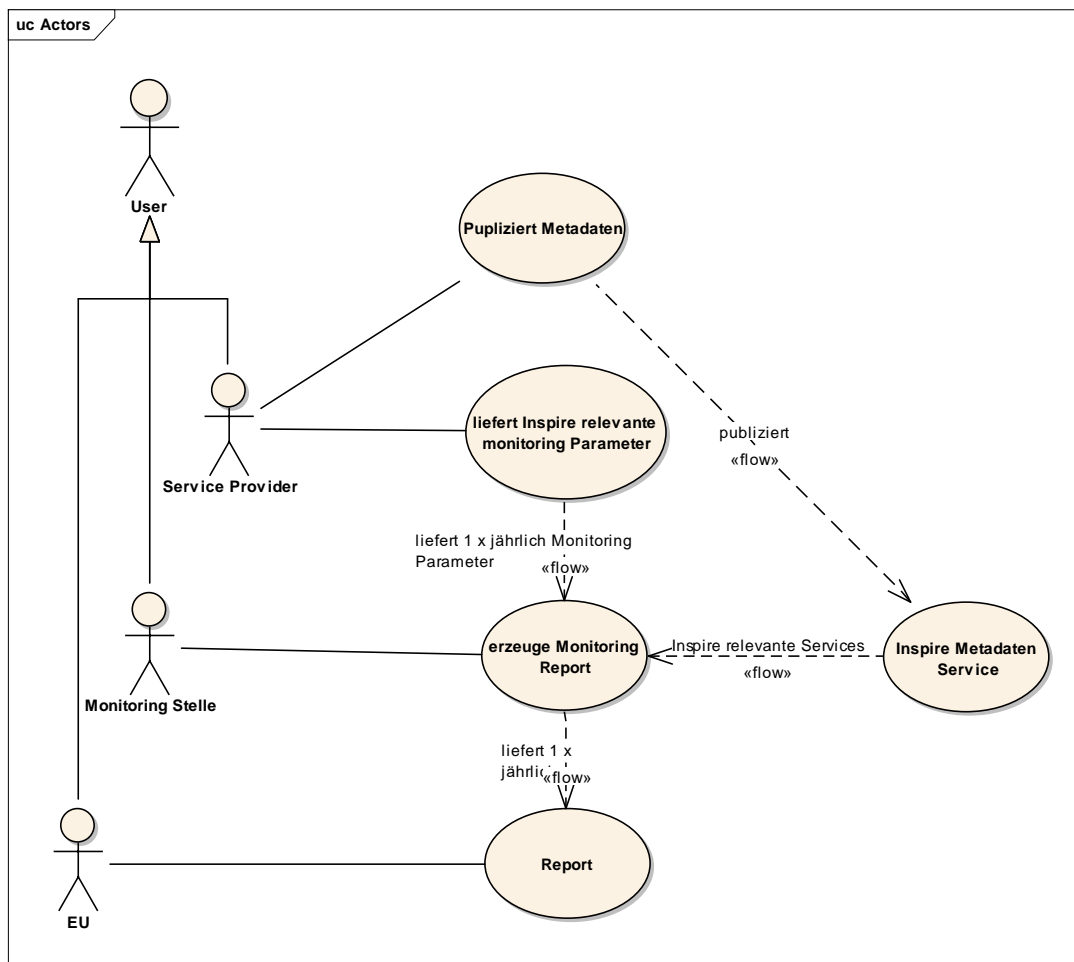 uc Actors
User
Pupliziert Metadaten
liefert Inspire relevante
monitoring Parameter
publiziert
«flow»
Service Provider
liefert 1 x jährlich Monitoring
Parameter
«flow»
erzeuge Monitoring
Report
Inspire relevante Services
«flow»
Inspire Metadaten
Service
Monitoring Stelle
liefert 1 x
«flow»
Report
EU